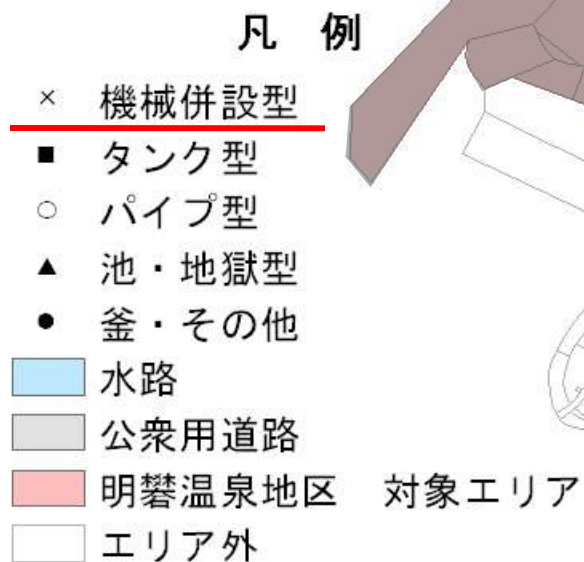 凡 例
× 機械併設型
■ タンク型
○ パイプ型
▲ 池・地獄型
● 釜・その他
水路
公衆用道路
明礬温泉地区 対象エリア
エリア外